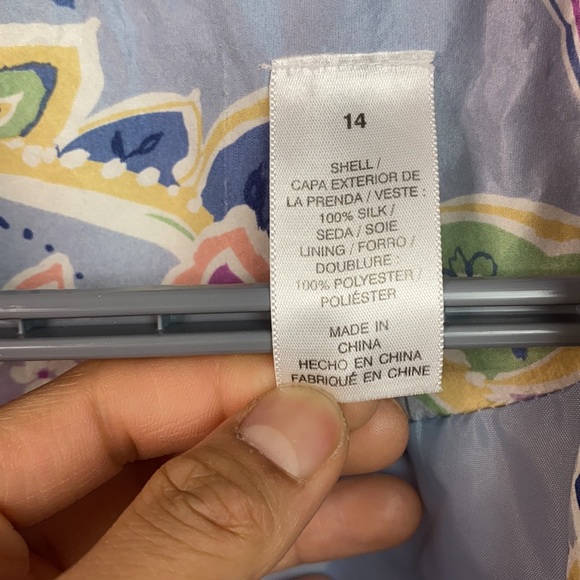 14
SHELL /
CAPA EXTERIOR DE
LA PRENDA / VESTE :
100% SILK /
SEDA / SOIE
LINING / FORRO /
DOUBLURE :
100% POLYESTER /
POLIÉSTER
MADE IN
CHINA
HECHO EN CHINA
FABRIQUÉ EN CHINE